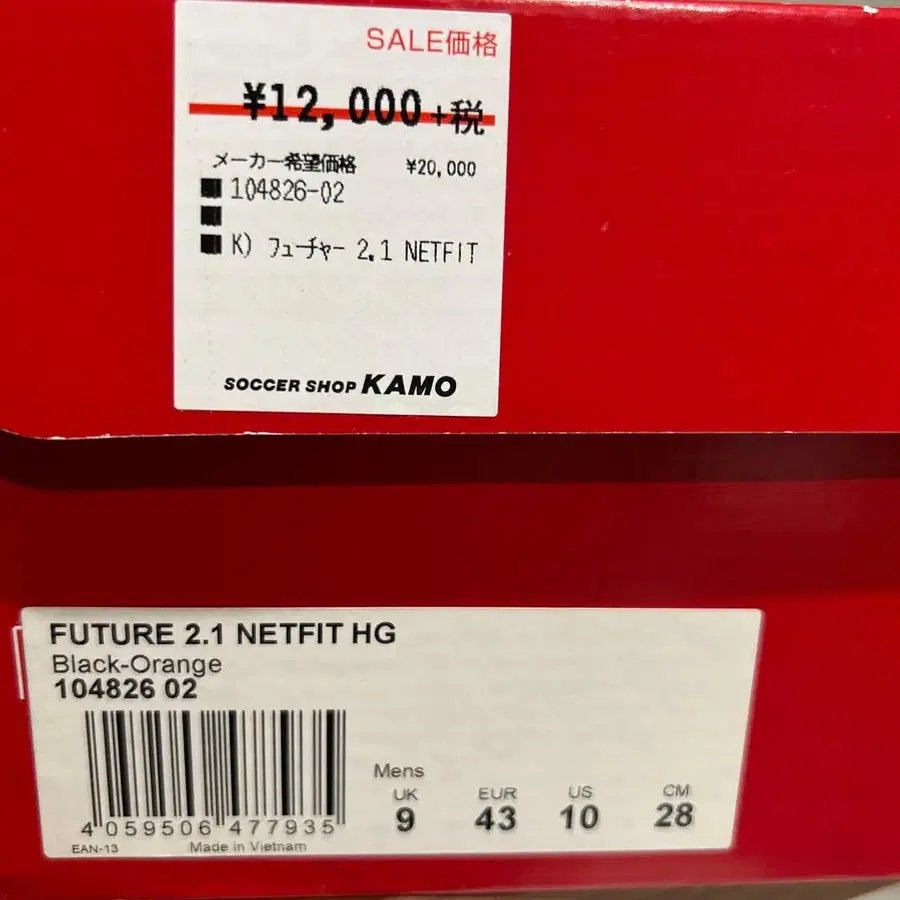 SALE価格
¥12,000+税
メーカー希望価格 ¥20,000
104826-02
K) フューチャー 2.1 NETFIT
SOCCER SHOP KAMO
FUTURE 2.1 NETFIT HG
Black-Orange
104826 02
4 059506 477935
EAN-13 Made in Vietnam
Mens
UK EUR US CM
9 43 10 28